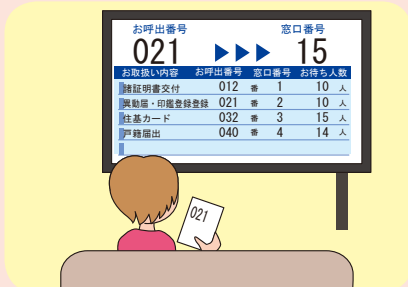 お呼出番号 窓口番号
021 ▶▶▶ 15
お取扱い内容 お呼出番号 窓口番号 お待ち人数
諸証明書交付 012 番 1 10 人
異動届・印鑑登録登録 021 番 2 10 人
住基カード 032 番 3 15 人
戸籍届出 040 番 4 14 人
021